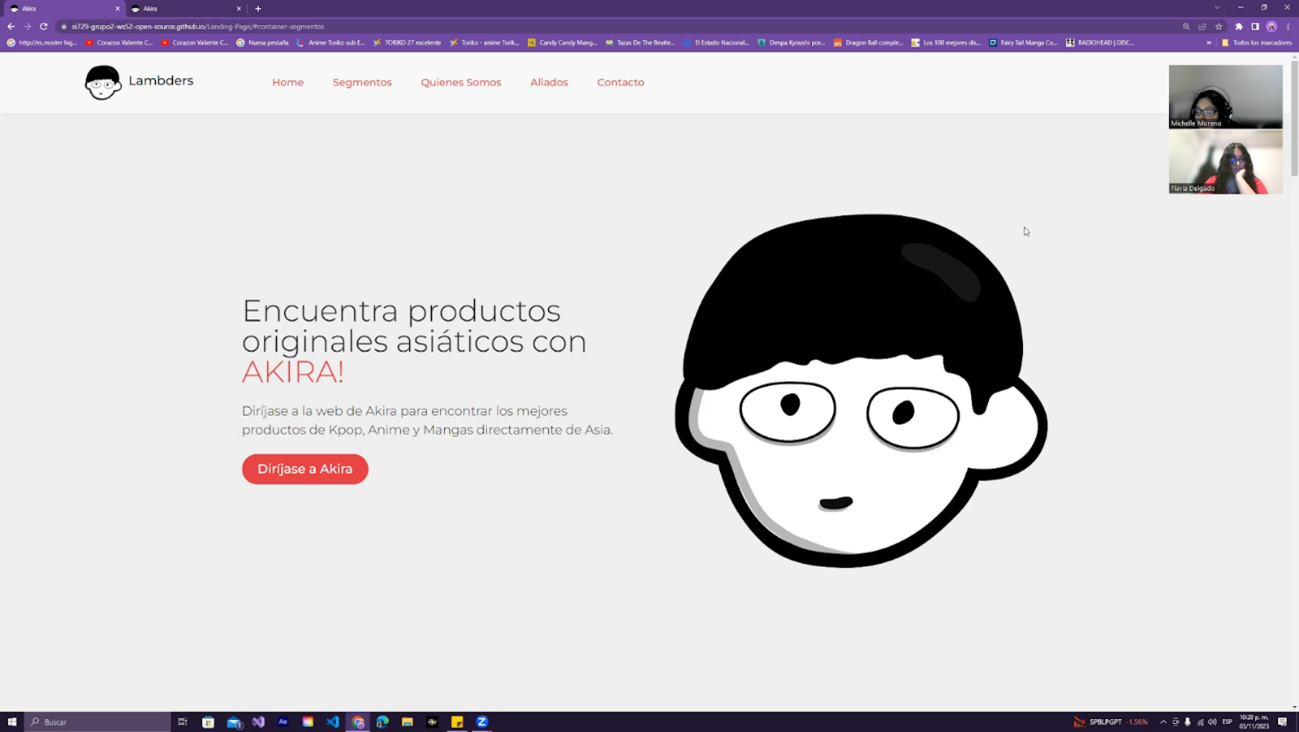 Akira
Akira
si729-grupo2-ws52-open-source.github.io/Landing-Page/#container-segmentos
http://es.noster hig...
Corazon Valiente C...
Corazon Valiente C...
Nueva pestaña
Anime Toriko sub E...
TORIKO 27 excelente
Toriko - anime Torik...
Candy Candy Mang...
Tazas De The Beatle...
El Estado Nacional...
Denpa Kyoushi por...
Dragon Ball comple...
Los 100 mejores dis...
Fairy Tail Manga Co...
RADIOHEAD | DISC...
»
Todos los marcadores
Lambders
Home
Segmentos
Quienes Somos
Aliados
Contacto
Michelle Moreno
Flavia Delgado
Encuentra productos
originales asiáticos con
AKIRA!
Diríjase a la web de Akira para encontrar los mejores
productos de Kpop, Anime y Mangas directamente de Asia.
Diríjase a Akira
Buscar
SPBLPGPT -1.56%
ESP
10:20 p. m.
03/11/2023